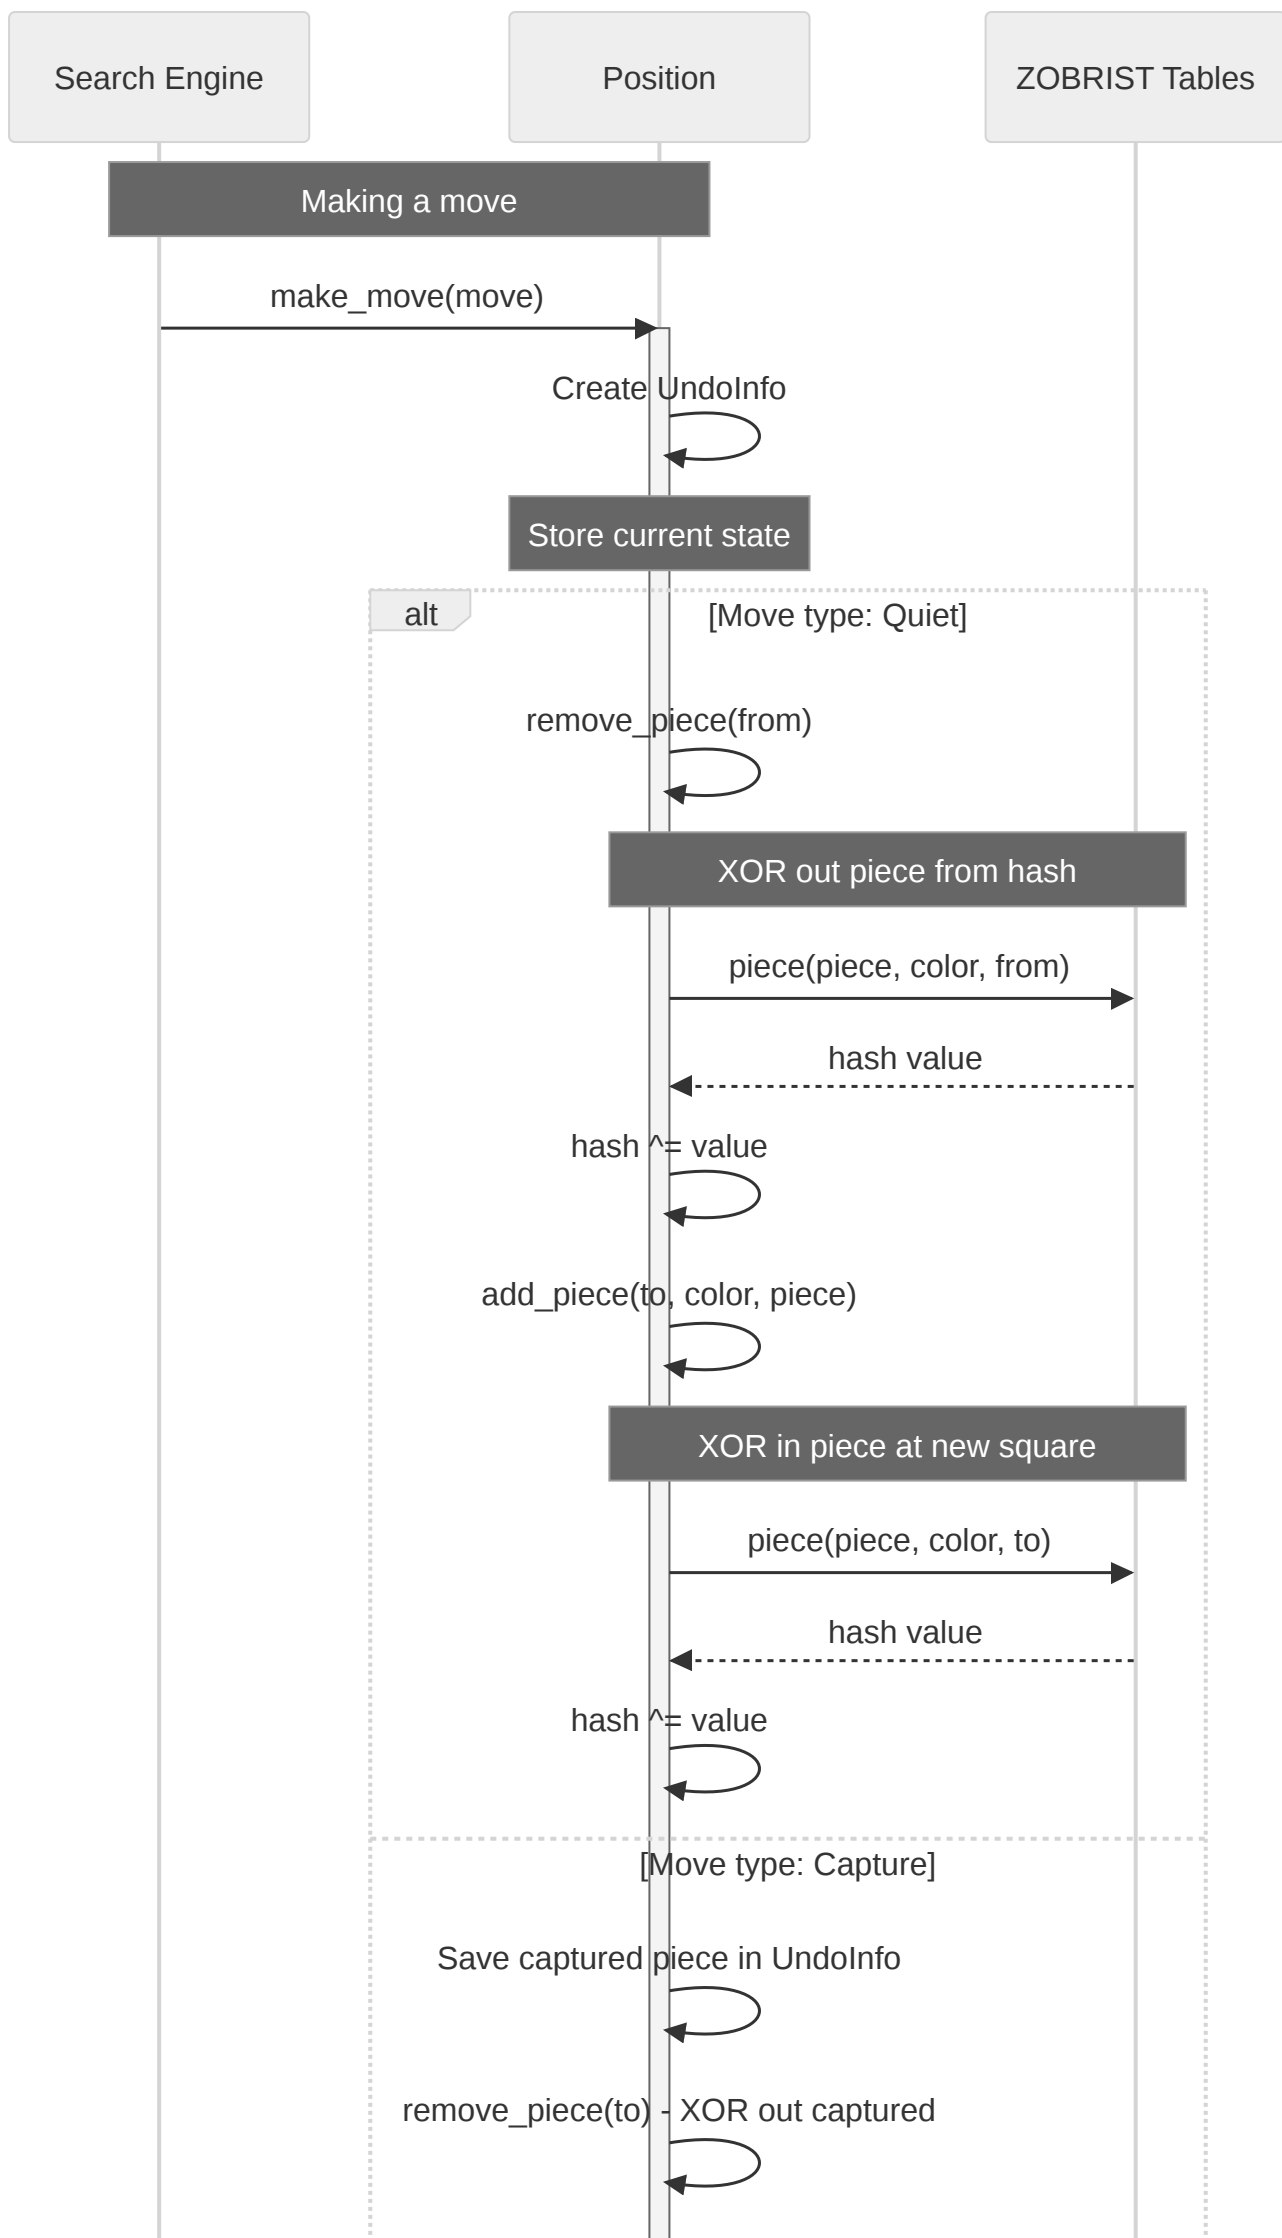 Search Engine
Position
ZOBRIST Tables
Making a move
make_move(move)
Create UndoInfo
Store current state
alt
[Move type: Quiet]
remove_piece(from)
XOR out piece from hash
piece(piece, color, from)
hash value
hash ^= value
add_piece(to, color, piece)
XOR in piece at new square
piece(piece, color, to)
hash value
hash ^= value
[Move type: Capture]
Save captured piece in UndoInfo
remove_piece(to) - XOR out captured